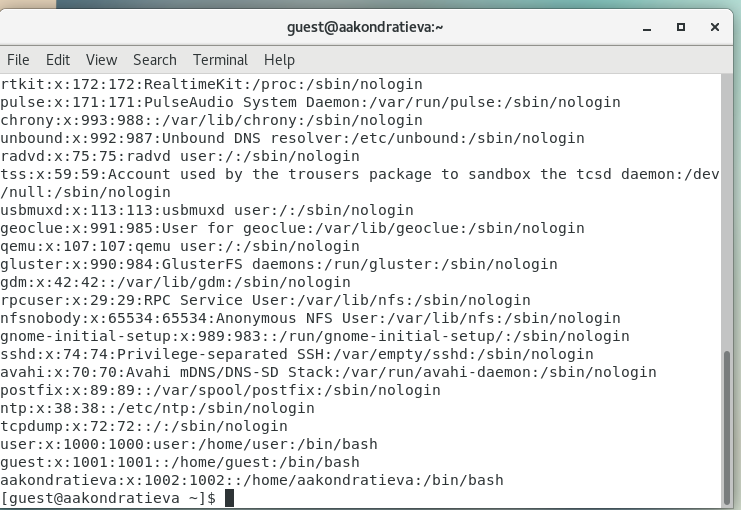 guest@aakondratieva:~
File Edit View Search Terminal Help
rtkit:x:172:172:RealtimeKit:/proc:/sbin/nologin
pulse:x:171:171:PulseAudio System Daemon:/var/run/pulse:/sbin/nologin
chrony:x:993:988::/var/lib/chrony:/sbin/nologin
unbound:x:992:987:Unbound DNS resolver:/etc/unbound:/sbin/nologin
radvd:x:75:75:radvd user:/:/sbin/nologin
tss:x:59:59:Account used by the trousers package to sandbox the tcsd daemon:/dev
/null:/sbin/nologin
usbmuxd:x:113:113:usbmuxd user:/:/sbin/nologin
geoclue:x:991:985:User for geoclue:/var/lib/geoclue:/sbin/nologin
qemu:x:107:107:qemu user:/:/sbin/nologin
gluster:x:990:984:GlusterFS daemons:/run/gluster:/sbin/nologin
gdm:x:42:42::/var/lib/gdm:/sbin/nologin
rpcuser:x:29:29:RPC Service User:/var/lib/nfs:/sbin/nologin
nfsnobody:x:65534:65534:Anonymous NFS User:/var/lib/nfs:/sbin/nologin
gnome-initial-setup:x:989:983::/run/gnome-initial-setup/:/sbin/nologin
sshd:x:74:74:Privilege-separated SSH:/var/empty/sshd:/sbin/nologin
avahi:x:70:70:Avahi mDNS/DNS-SD Stack:/var/run/avahi-daemon:/sbin/nologin
postfix:x:89:89::/var/spool/postfix:/sbin/nologin
ntp:x:38:38::/etc/ntp:/sbin/nologin
tcpdump:x:72:72::/:/sbin/nologin
user:x:1000:1000:user:/home/user:/bin/bash
guest:x:1001:1001::/home/guest:/bin/bash
aakondratieva:x:1002:1002::/home/aakondratieva:/bin/bash
[guest@aakondratieva ~]$